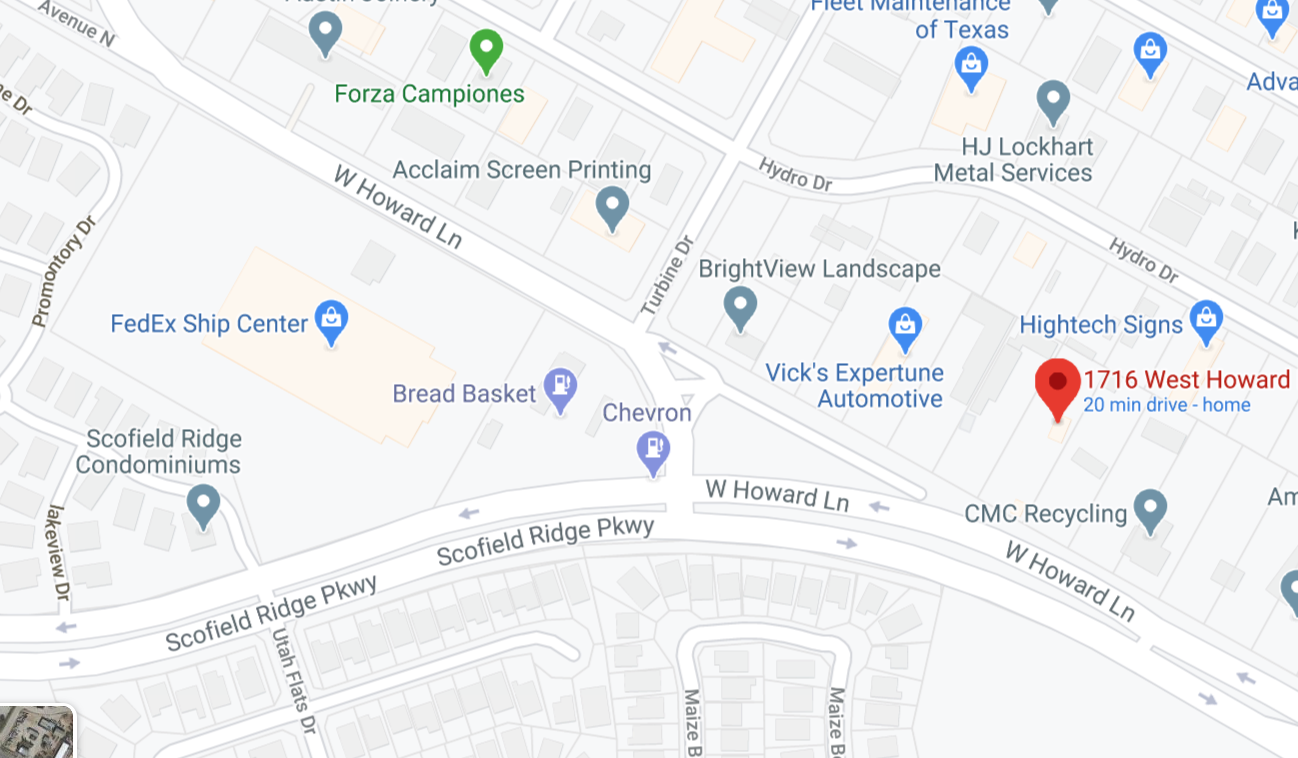 Fleet Maintenance
of Texas
Avenue N
Forza Campiones
Adva
HJ Lockhart
Metal Services
Acclaim Screen Printing
Hydro Dr
W Howard Ln
Promontory Dr
Turbine Dr
Hydro Dr
BrightView Landscape
FedEx Ship Center
Hightech Signs
Vick's Expertune
Automotive
1716 West Howard
20 min drive - home
Bread Basket
Chevron
Scofield Ridge
Condominiums
W Howard Ln
CMC Recycling
Am
Scofield Ridge Pkwy
lakeview Dr
W Howard Ln
Scofield Ridge Pkwy
Utah Flats Dr
Maize B
Maize Be